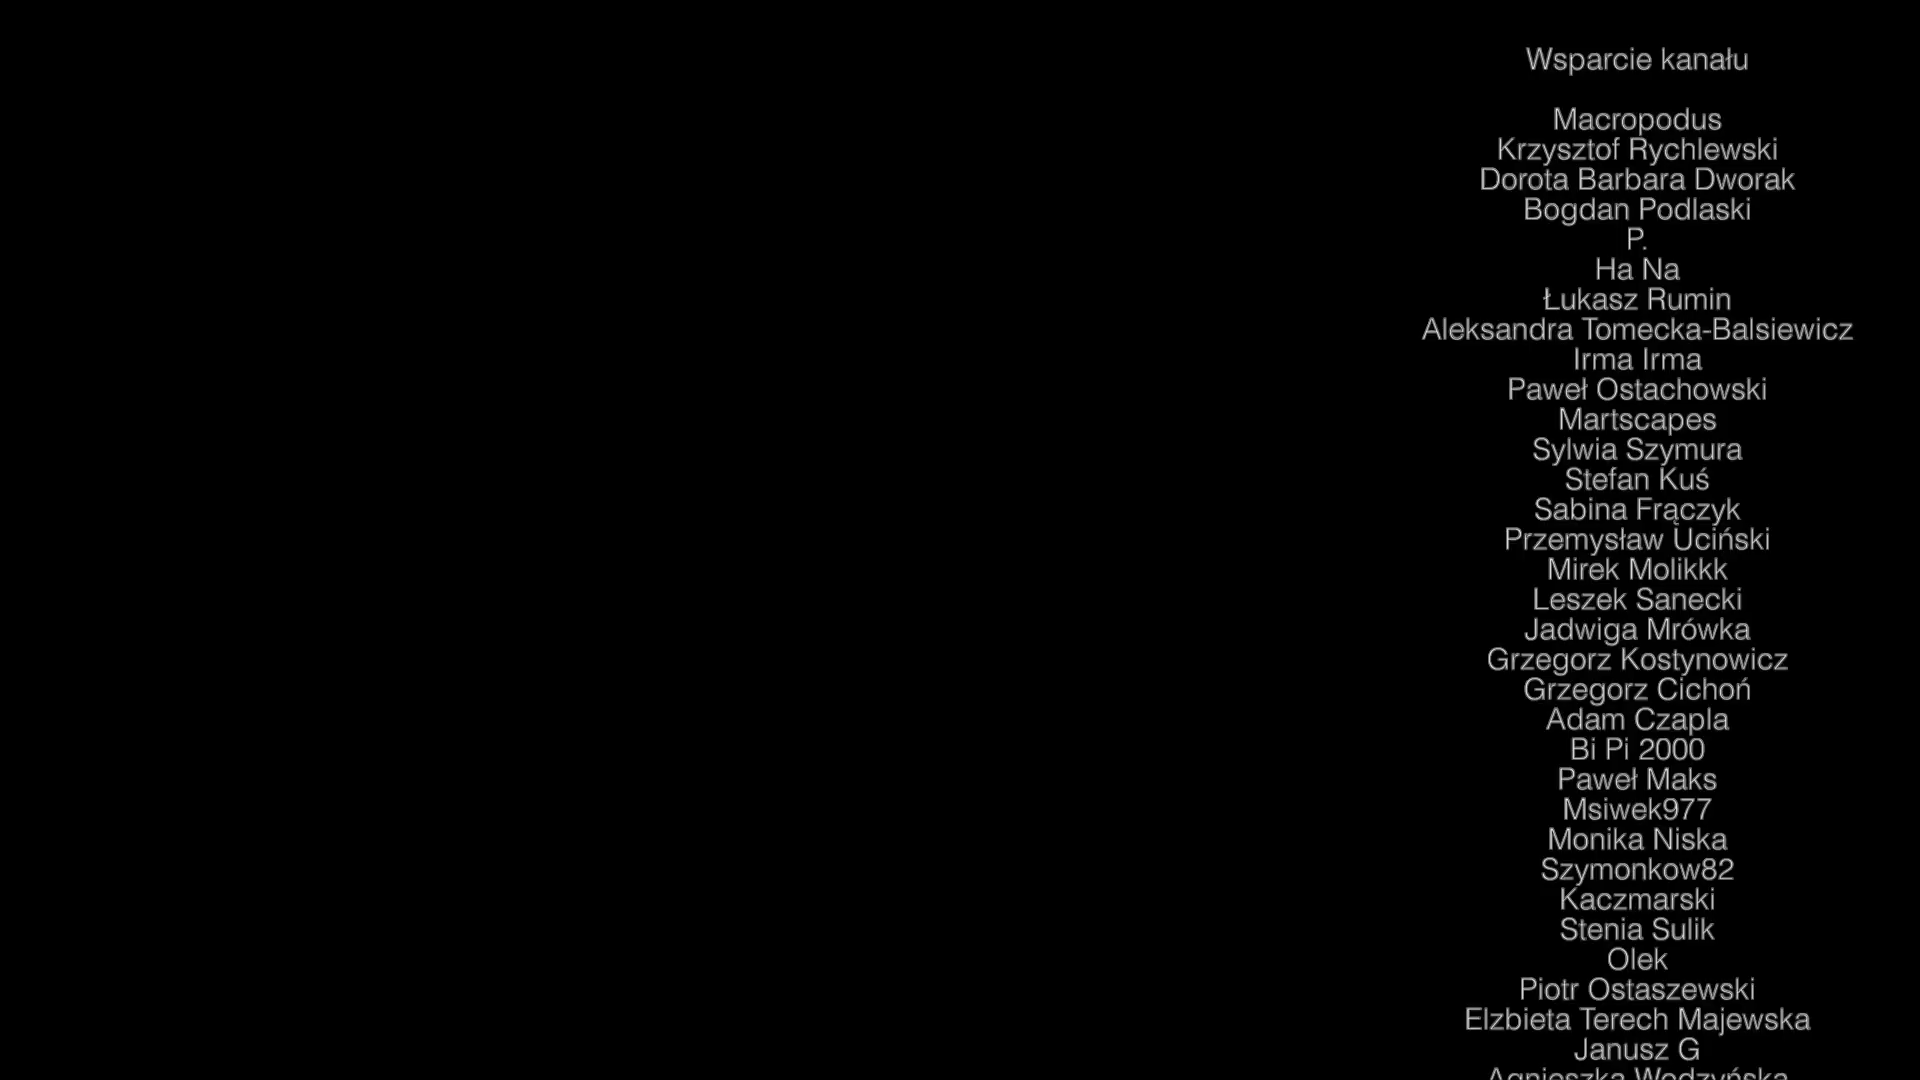 Wsparcie kanału
Macropodus
Krzysztof Rychlewski
Dorota Barbara Dworak
Bogdan Podlaski
P.
Ha Na
Łukasz Rumin
Aleksandra Tomecka-Balsiewicz
Irma Irma
Paweł Ostachowski
Martscapes
Sylwia Szymura
Stefan Kuś
Sabina Frączyk
Przemysław Uciński
Mirek Molikkk
Leszek Sanecki
Jadwiga Mrówka
Grzegorz Kostynowicz
Grzegorz Cichoń
Adam Czapla
Bi Pi 2000
Paweł Maks
Msiwek977
Monika Niska
Szymonkow82
Kaczmarski
Stenia Sulik
Olek
Piotr Ostaszewski
Elzbieta Terech Majewska
Janusz G
Agnieszka Wodzyńska